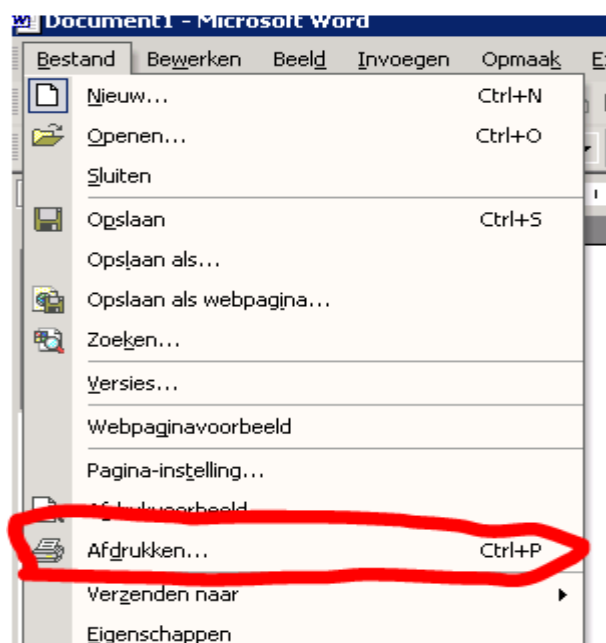 Document1 - Microsoft Word
Bestand Bewerken Beeld Invoegen Opmaak
Nieuw... Ctrl+N
Openen... Ctrl+O
Sluiten
Opslaan Ctrl+S
Opslaan als...
Opslaan als webpagina...
Zoeken...
Versies...
Webpaginavoorbeeld
Pagina-instelling...
Afdrukvoorbeeld
Afdrukken... Ctrl+P
Verzenden naar
Eigenschappen